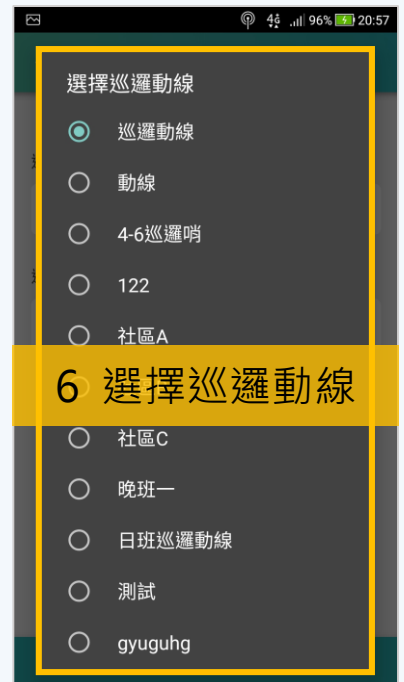 96% 20:57
選擇巡邏動線
巡邏動線
動線
4-6巡邏哨
122
社區A
6 選擇巡邏動線
社區C
晚班一
日班巡邏動線
測試
gyuguhg